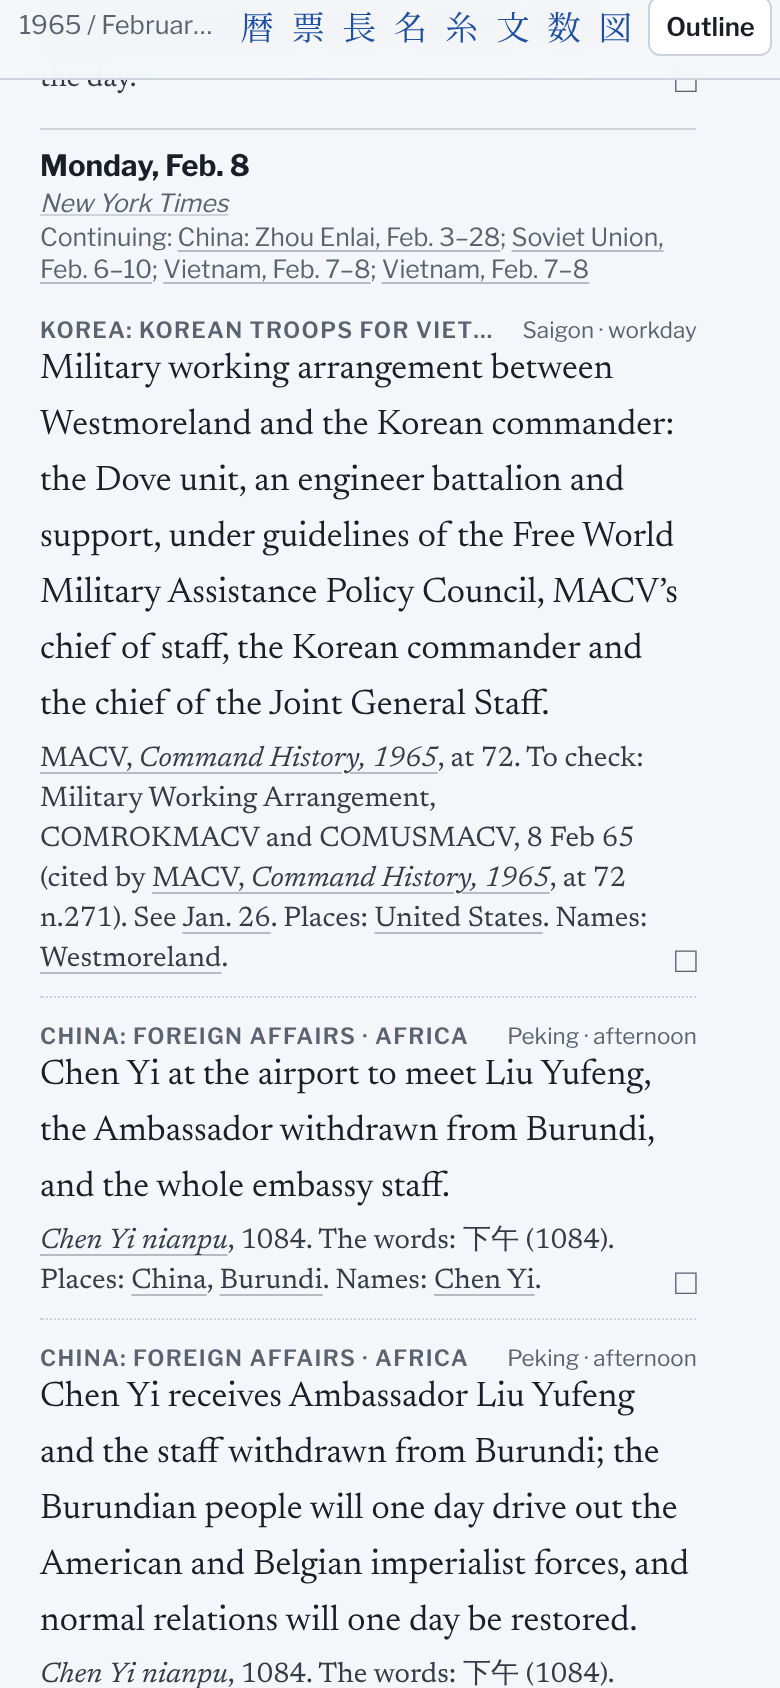 1965 / Februar... 暦 票 長 名 糸 文 数 図 Outline
the day.
Monday, Feb. 8
New York Times
Continuing: China: Zhou Enlai, Feb. 3–28; Soviet Union,
Feb. 6–10; Vietnam, Feb. 7–8; Vietnam, Feb. 7–8
KOREA: KOREAN TROOPS FOR VIET... Saigon · workday
Military working arrangement between
Westmoreland and the Korean commander:
the Dove unit, an engineer battalion and
support, under guidelines of the Free World
Military Assistance Policy Council, MACV’s
chief of staff, the Korean commander and
the chief of the Joint General Staff.
MACV, Command History, 1965, at 72. To check:
Military Working Arrangement,
COMROKMACV and COMUSMACV, 8 Feb 65
(cited by MACV, Command History, 1965, at 72
n.271). See Jan. 26. Places: United States. Names:
Westmoreland.
CHINA: FOREIGN AFFAIRS · AFRICA Peking · afternoon
Chen Yi at the airport to meet Liu Yufeng,
the Ambassador withdrawn from Burundi,
and the whole embassy staff.
Chen Yi nianpu, 1084. The words: 下午 (1084).
Places: China, Burundi. Names: Chen Yi.
CHINA: FOREIGN AFFAIRS · AFRICA Peking · afternoon
Chen Yi receives Ambassador Liu Yufeng
and the staff withdrawn from Burundi; the
Burundian people will one day drive out the
American and Belgian imperialist forces, and
normal relations will one day be restored.
Chen Yi nianpu, 1084. The words: 下午 (1084).